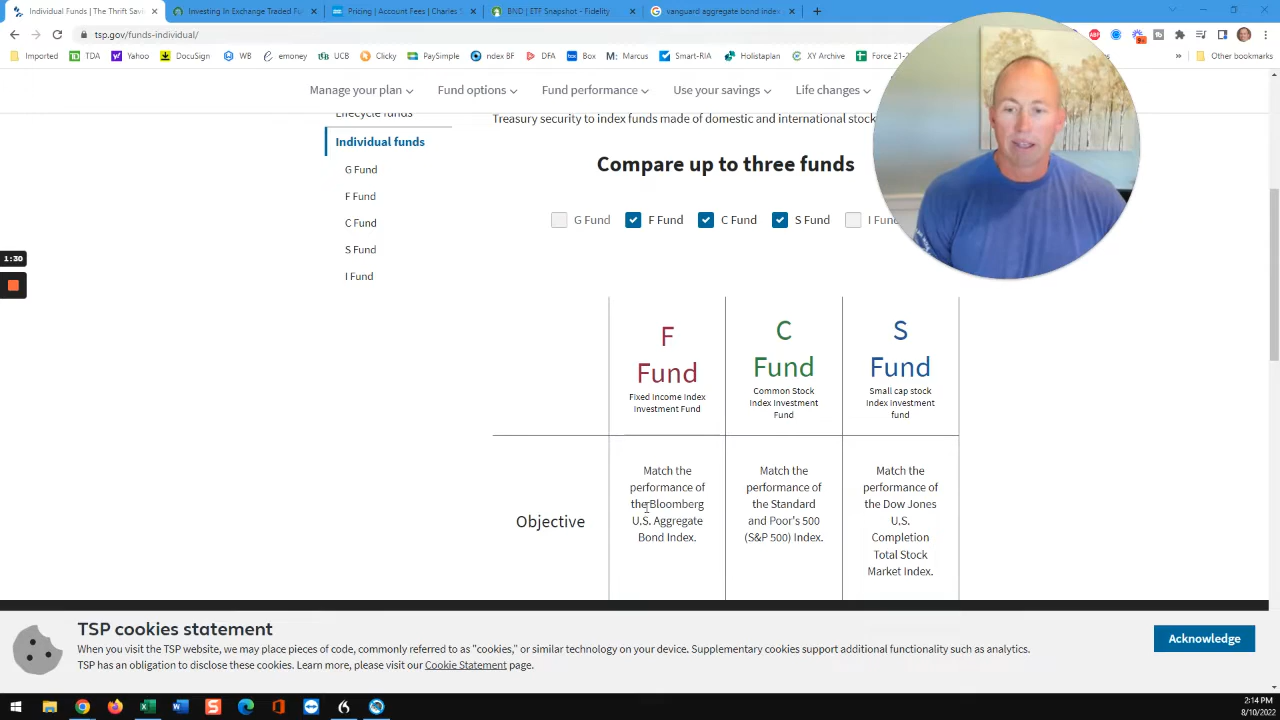 Individual Funds | The Thrift Savi
Investing In Exchange Traded Fu
Pricing | Account Fees | Charles S
BND | ETF Snapshot - Fidelity
vanguard aggregate bond index
tsp.gov/funds-individual/
Imported
TDA
Yahoo
DocuSign
WB
emoney
UCB
Clicky
PaySimple
ndex BF
DFA
Box
Marcus
Smart-RIA
Holistaplan
XY Archive
Force 21-2
Other bookmarks
Manage your plan
Fund options
Fund performance
Use your savings
Life changes
Lifecycle funds
Treasury security to index funds made of domestic and international stock
Individual funds
G Fund
F Fund
C Fund
S Fund
I Fund
Compare up to three funds
G Fund
F Fund
C Fund
S Fund
I Fun
1:30
F
Fund
Fixed Income Index
Investment Fund
C
Fund
Common Stock
Index Investment
Fund
S
Fund
Small cap stock
Index Investment
fund
Objective
Match the
performance of
the Bloomberg
U.S. Aggregate
Bond Index.
Match the
performance of
the Standard
and Poor's 500
(S&P 500) Index.
Match the
performance of
the Dow Jones
U.S.
Completion
Total Stock
Market Index.
TSP cookies statement
When you visit the TSP website, we may place pieces of code, commonly referred to as "cookies," or similar technology on your device. Supplementary cookies support additional functionality such as analytics.
TSP has an obligation to disclose these cookies. Learn more, please visit our Cookie Statement page.
Acknowledge
2:14 PM
8/10/2022